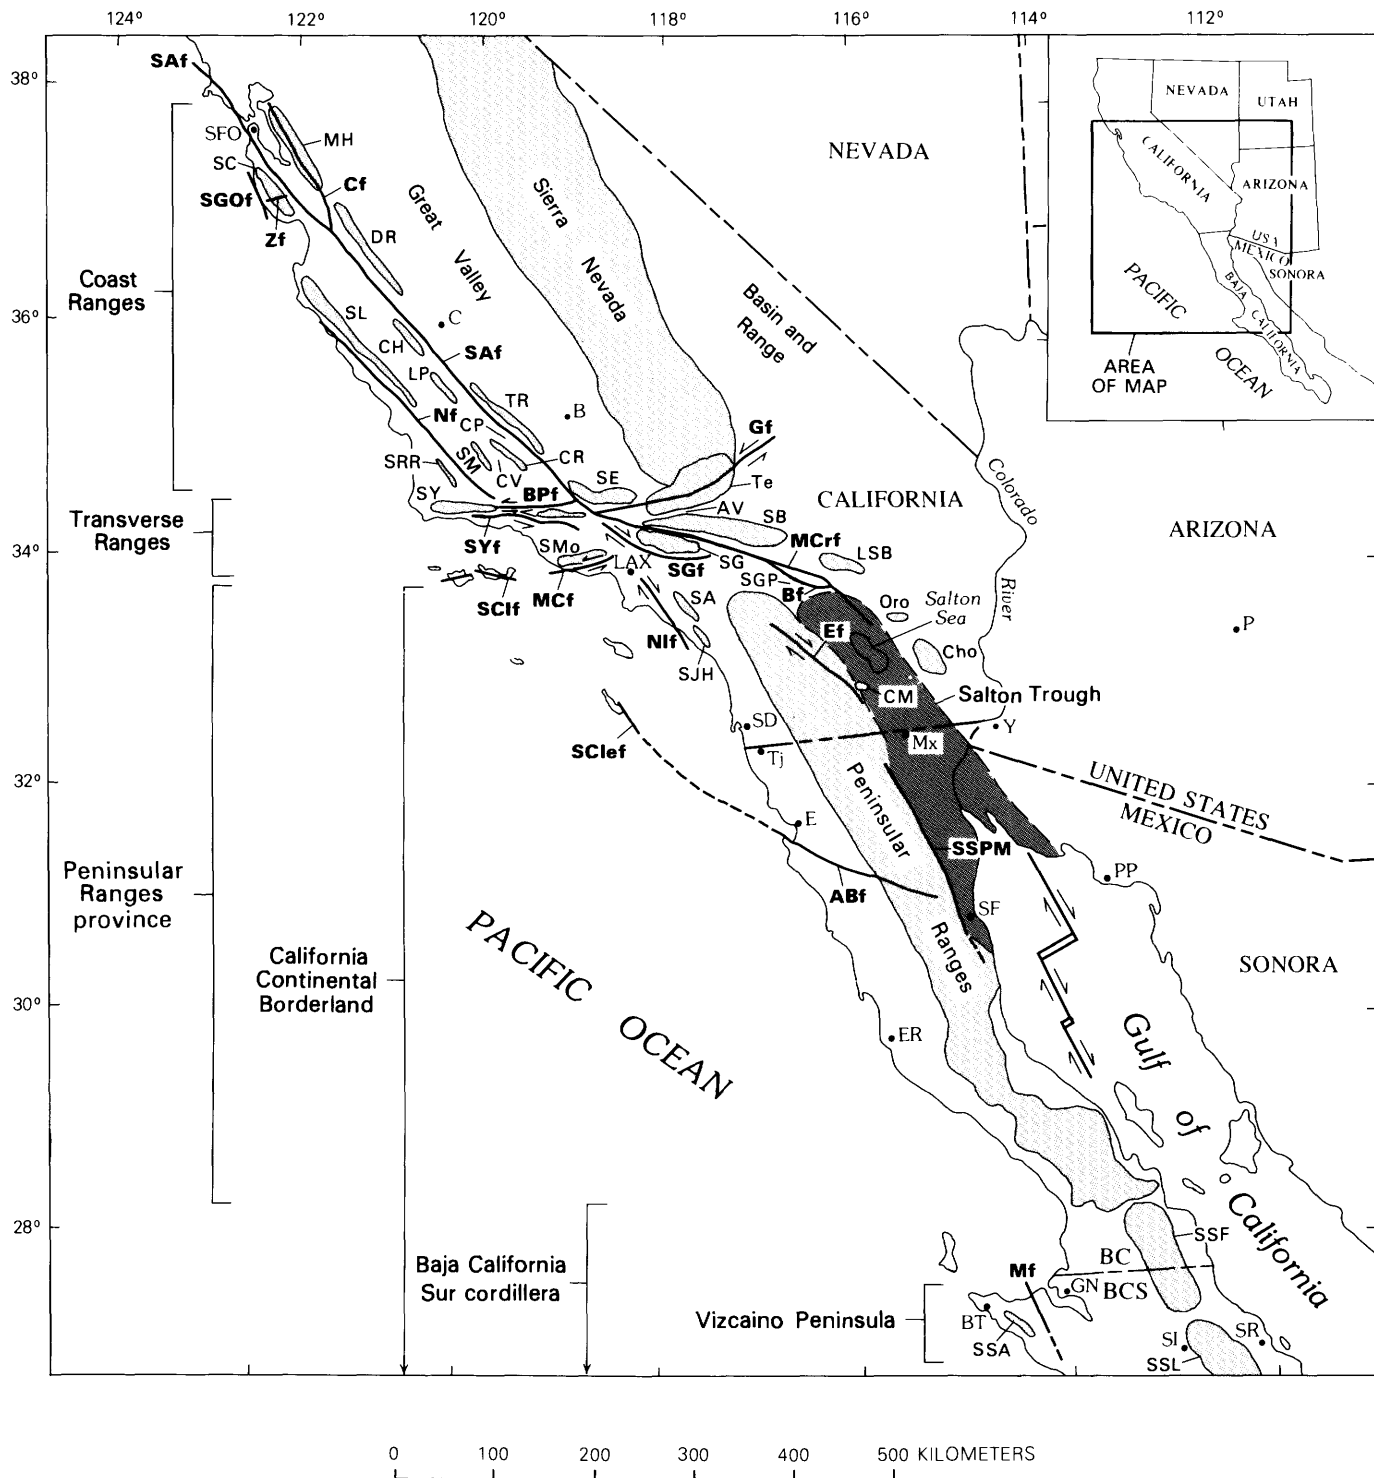 124°
122°
120°
118°
116°
114°
112°
38°
36°
34°
32°
30°
28°
SAf
SFO
MH
SC
SGOf
Cf
Zf
DR
Great
Valley
Sierra
Nevada
NEVADA
Basin and
Range
NEVADA
UTAH
CALIFORNIA
ARIZONA
USA
MEXICO
SONORA
BAJA
CALIFORNIA
PACIFIC
OCEAN
AREA
OF MAP
Coast
Ranges
SL
C
CH
SAf
LP
TR
B
Nf
CP
Gf
SRR
SM
CV
CR
SE
SY
BPf
Te
AV
SB
CALIFORNIA
Colorado
River
ARIZONA
Transverse
Ranges
SYf
SMo
LAX
SGf
SG
MCrf
LSB
SGP
Bf
SCIf
MCf
SA
Oro
Salton
Sea
P
NIf
SJH
Ef
Cho
CM
Salton Trough
SD
Tj
Mx
Y
SCIef
UNITED STATES
MEXICO
E
Peninsular
Ranges
SSPM
PP
ABf
SF
Peninsular
Ranges
province
California
Continental
Borderland
PACIFIC
OCEAN
SONORA
ER
Gulf
of
California
SSF
Baja California
Sur cordillera
Mf
BC
BCS
GN
BT
Vizcaino Peninsula
SSA
SI
SR
SSL
0
100
200
300
400
500 KILOMETERS